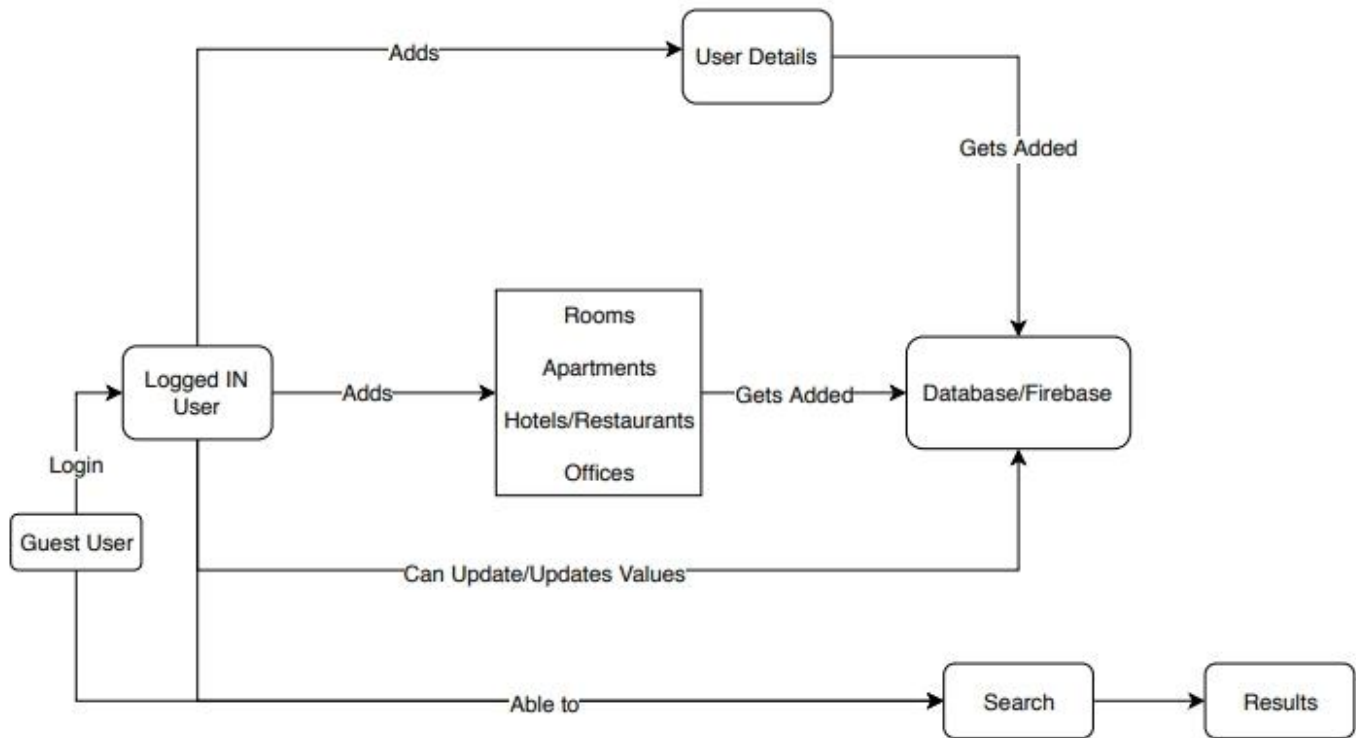 Adds
User Details
Gets Added
Rooms
Apartments
Hotels/Restaurants
Offices
Logged IN
User
Adds
Gets Added
Database/Firebase
Login
Guest User
Can Update/Updates Values
Able to
Search
Results